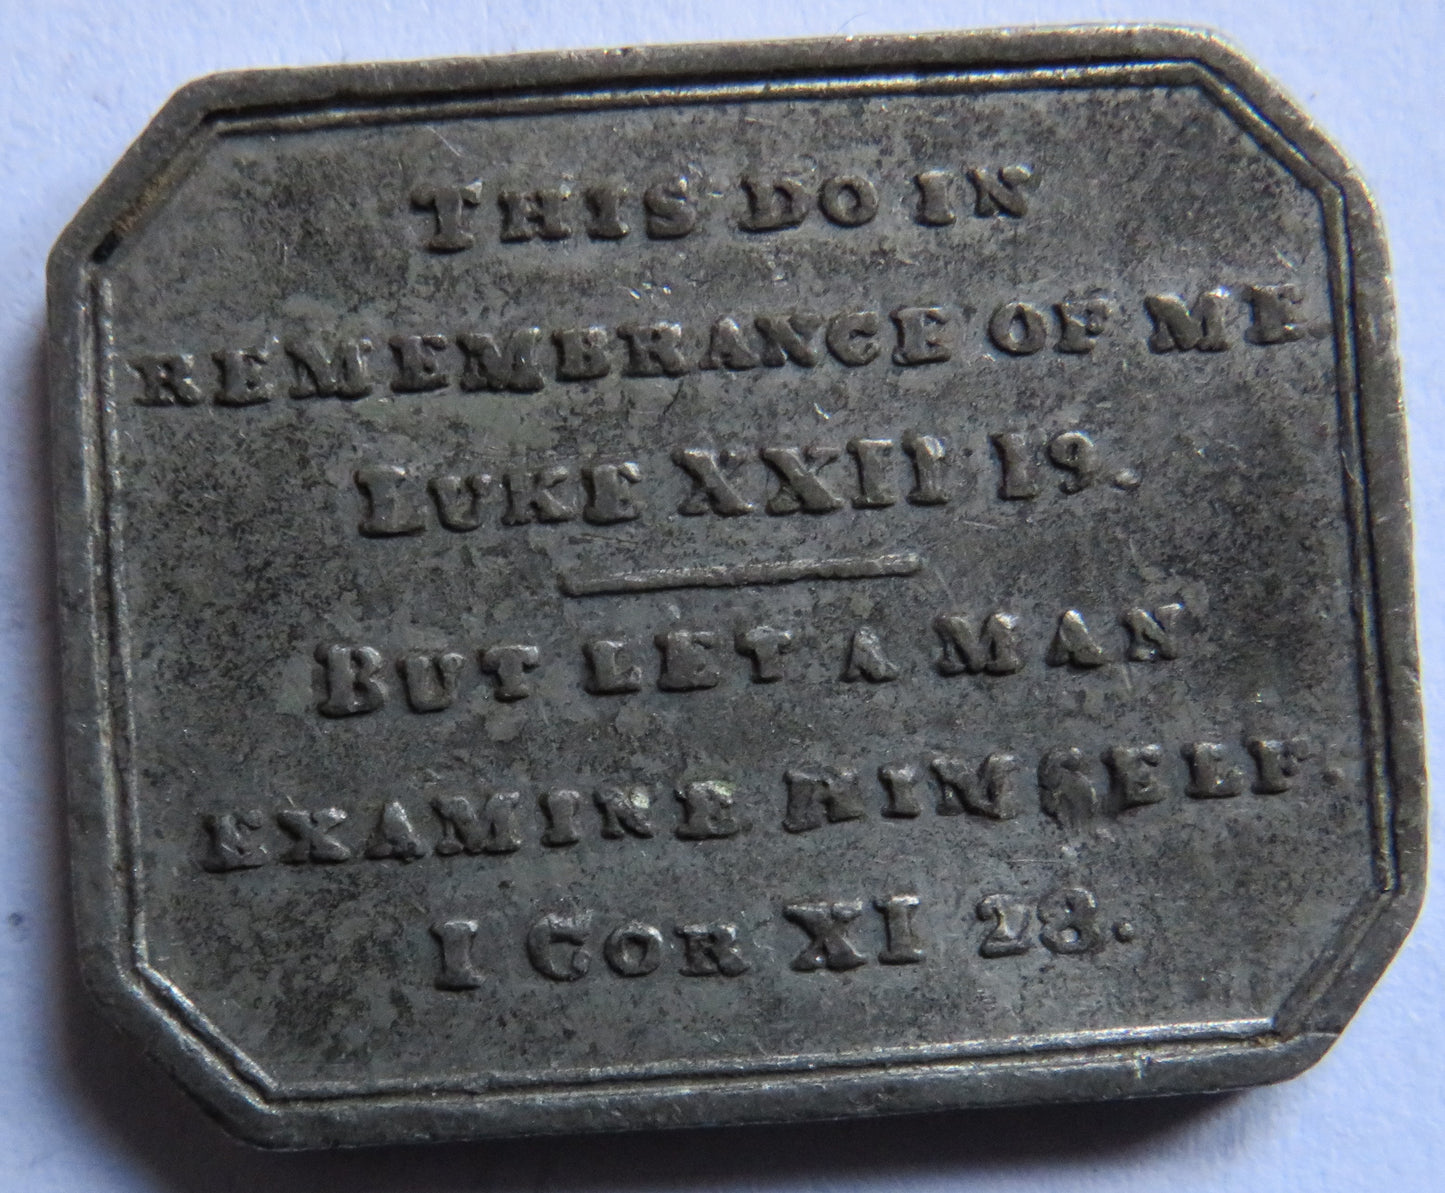 THIS DO IN
REMEMBRANCE OF ME.
LUKE XXII 19.
BUT LET A MAN
EXAMINE HIMSELF.
I COR XI 28.